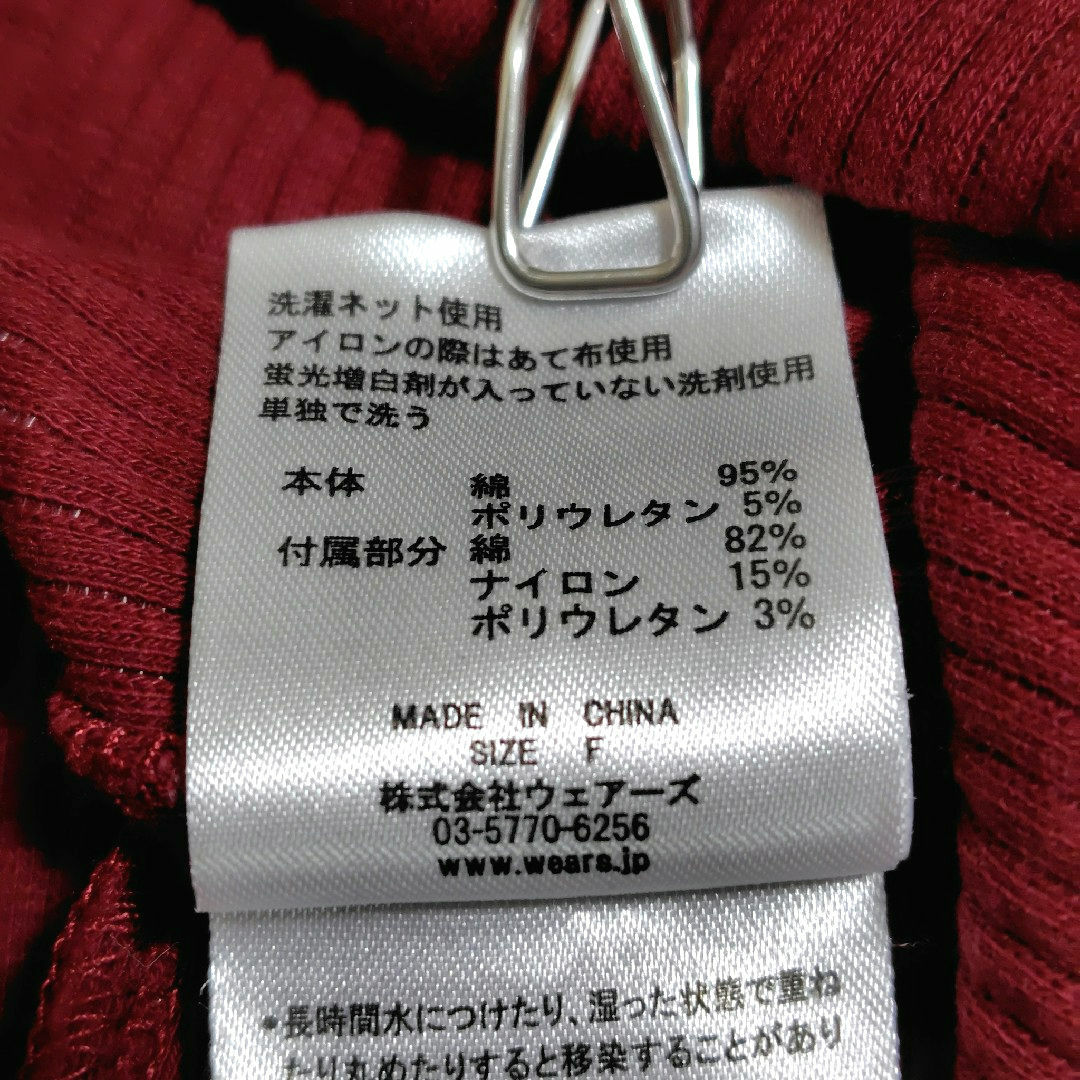 洗濯ネット使用
アイロンの際はあて布使用
蛍光増白剤が入っていない洗剤使用
単独で洗う
本体 綿 95%
ポリウレタン 5%
付属部分 綿 82%
ナイロン 15%
ポリウレタン 3%
MADE IN CHINA
SIZE F
株式会社ウェアーズ
03-5770-6256
www.wears.jp
•長時間水につけたり、湿った状態で重ね
たり丸めたりすると移染することがあり